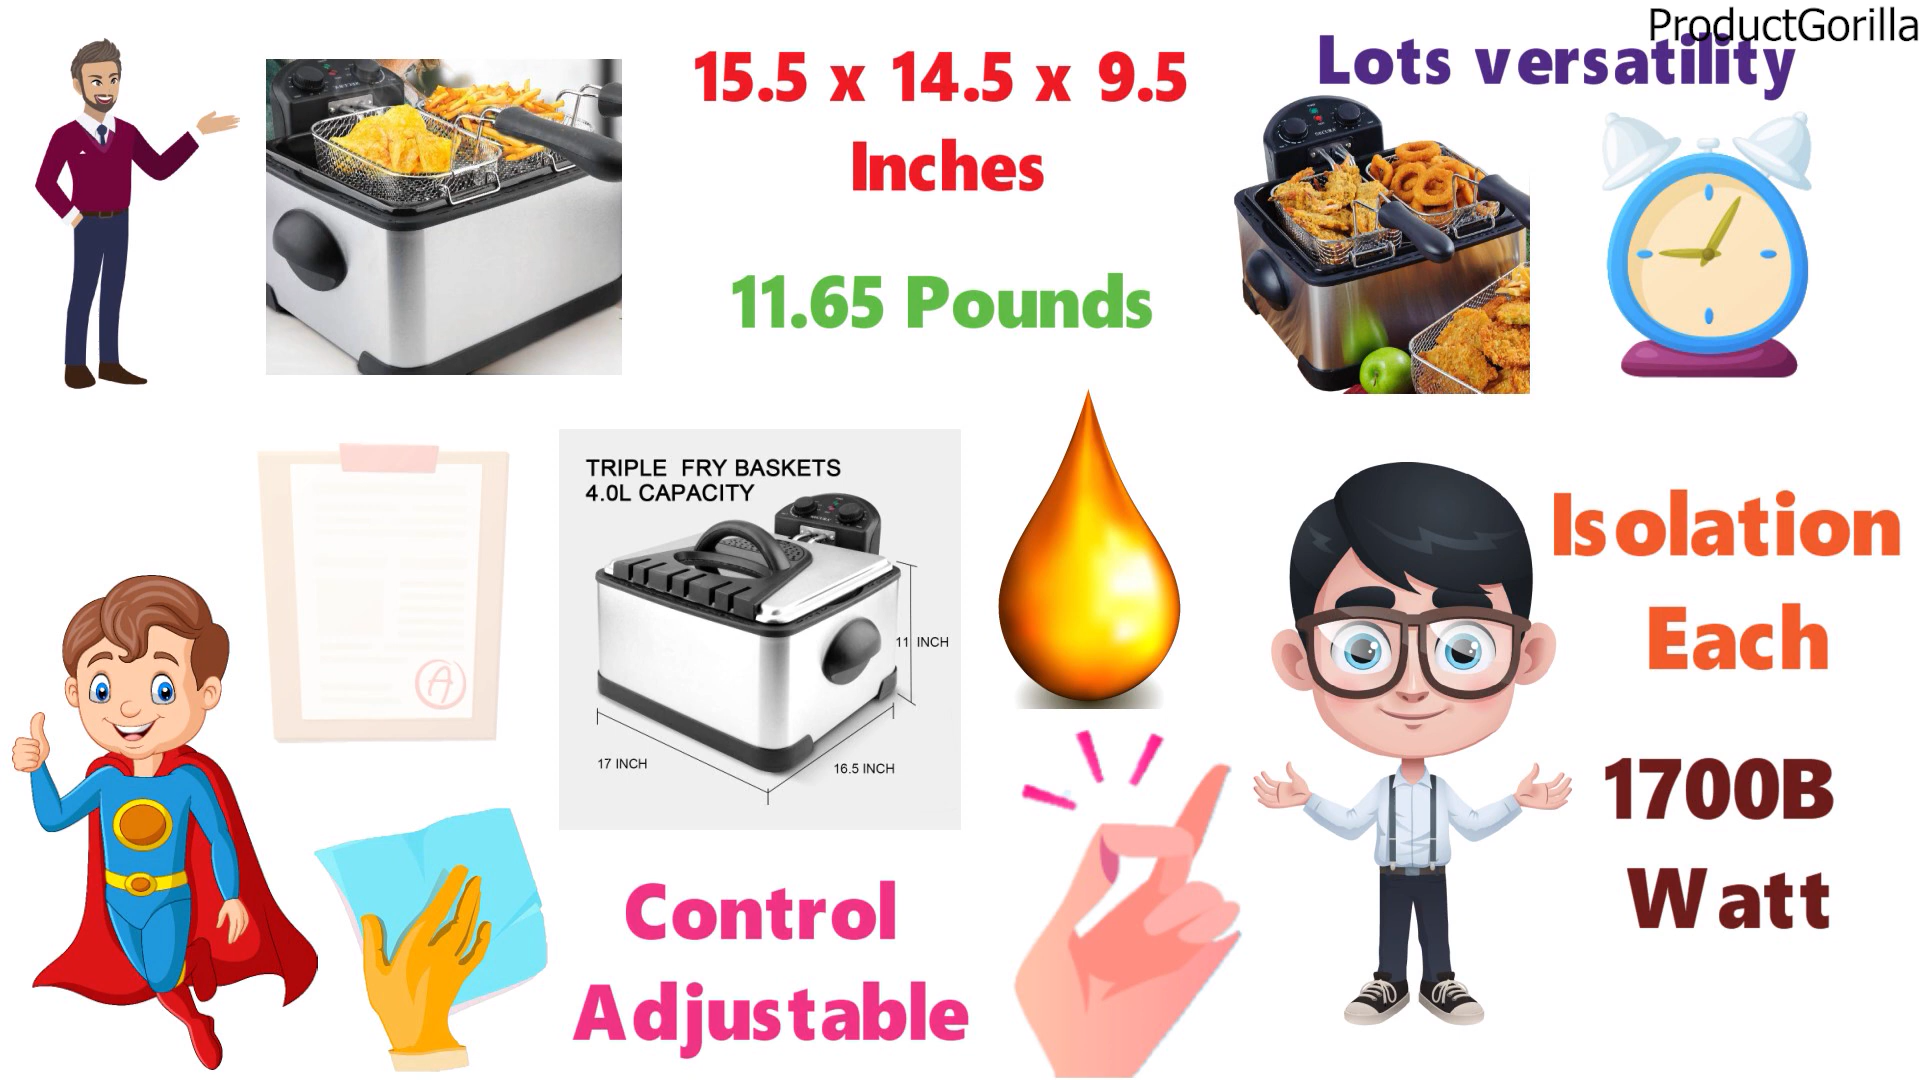 ProductGorilla
15.5 x 14.5 x 9.5
Inches
11.65 Pounds
Lots versatility
TRIPLE FRY BASKETS
4.0L CAPACITY
11 INCH
17 INCH
16.5 INCH
A
Isolation
Each
1700B
Watt
Control
Adjustable